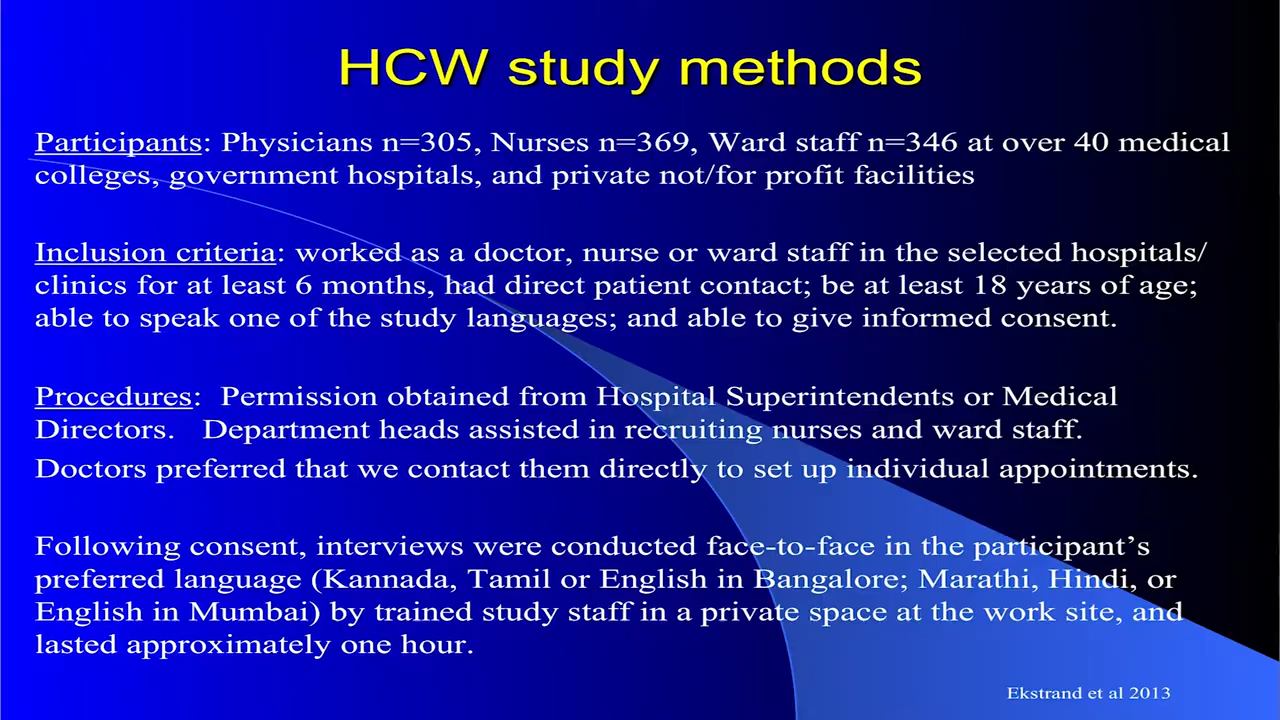 HCW study methods
Participants: Physicians n=305, Nurses n=369, Ward staff n=346 at over 40 medical
colleges, government hospitals, and private not/for profit facilities
Inclusion criteria: worked as a doctor, nurse or ward staff in the selected hospitals/
clinics for at least 6 months, had direct patient contact; be at least 18 years of age;
able to speak one of the study languages; and able to give informed consent.
Procedures:  Permission obtained from Hospital Superintendents or Medical
Directors.   Department heads assisted in recruiting nurses and ward staff.
Doctors preferred that we contact them directly to set up individual appointments.
Following consent, interviews were conducted face-to-face in the participant’s
preferred language (Kannada, Tamil or English in Bangalore; Marathi, Hindi, or
English in Mumbai) by trained study staff in a private space at the work site, and
lasted approximately one hour.
Ekstrand et al 2013